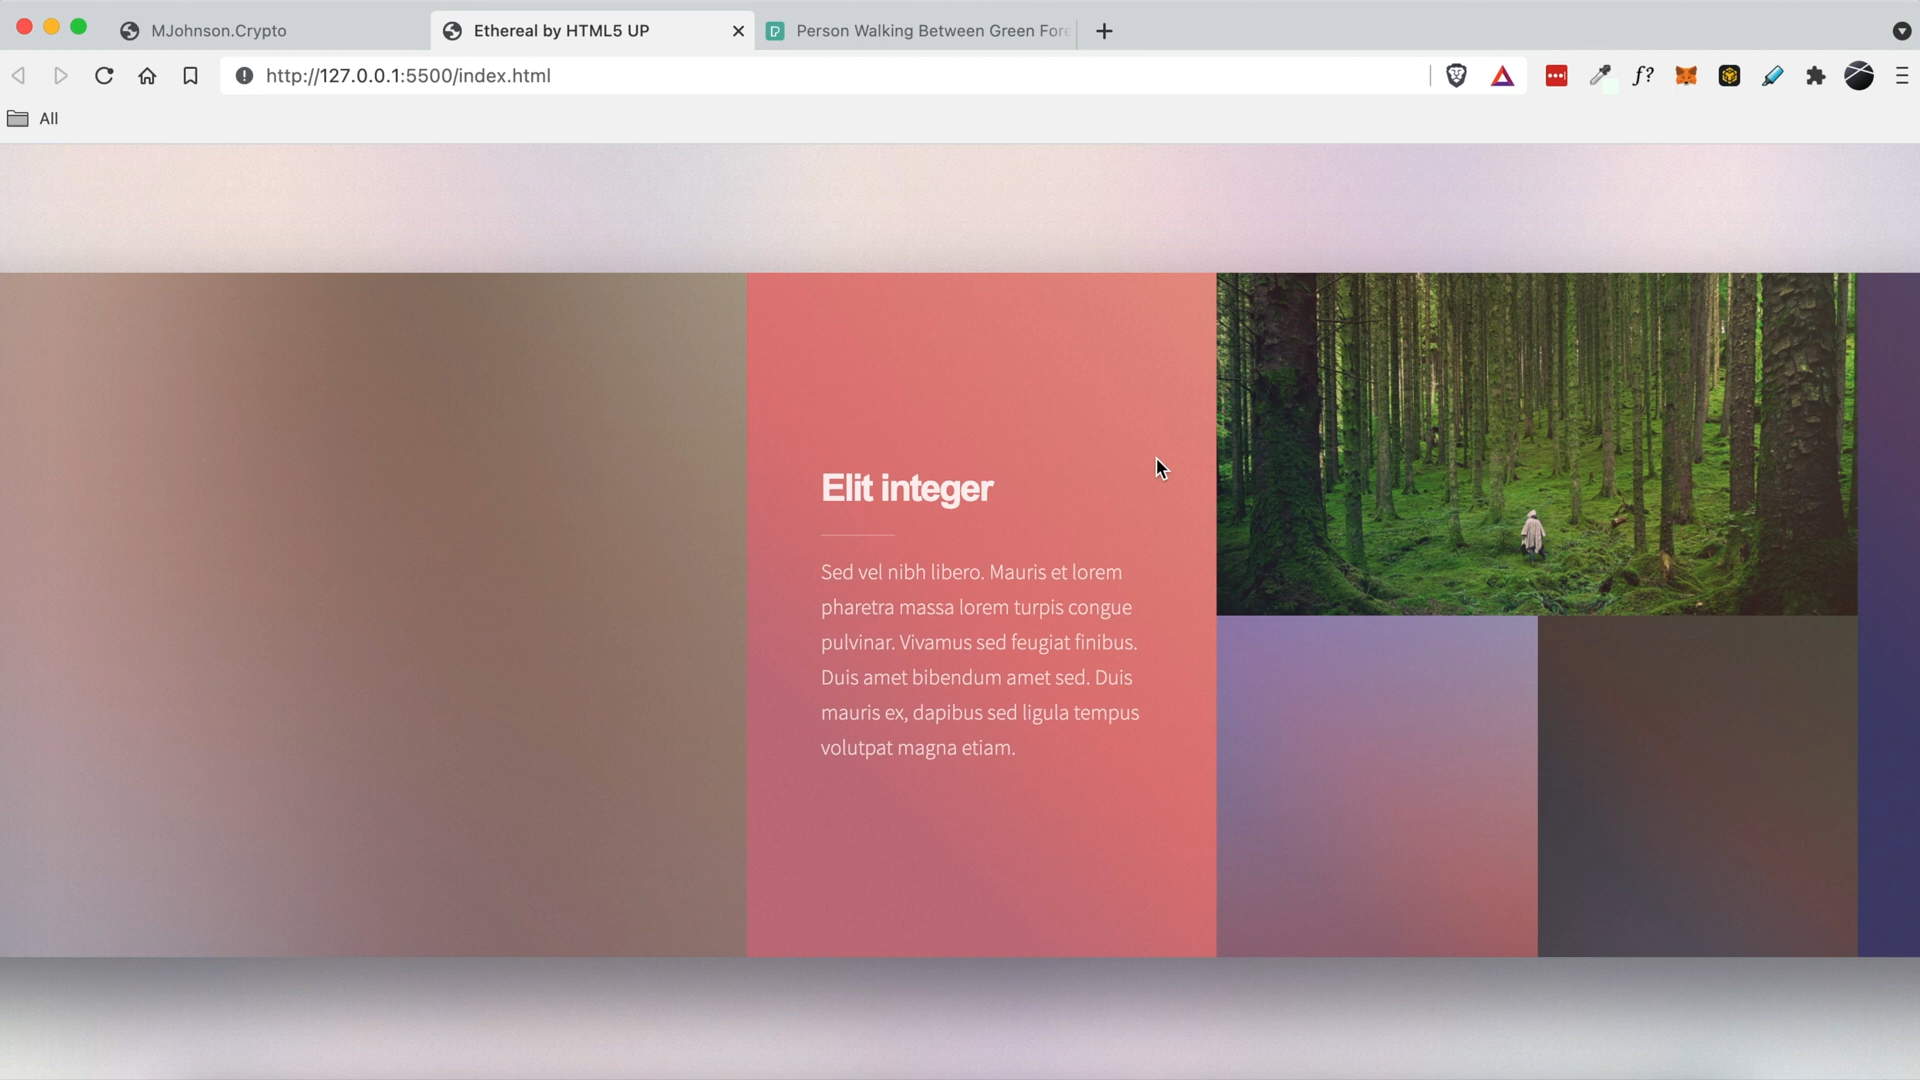 MJohnson.Crypto
Ethereal by HTML5 UP
Person Walking Between Green Fore
http://127.0.0.1:5500/index.html
f?
All
Elit integer
Sed vel nibh libero. Mauris et lorem
pharetra massa lorem turpis congue
pulvinar. Vivamus sed feugiat finibus.
Duis amet bibendum amet sed. Duis
mauris ex, dapibus sed ligula tempus
volutpat magna etiam.